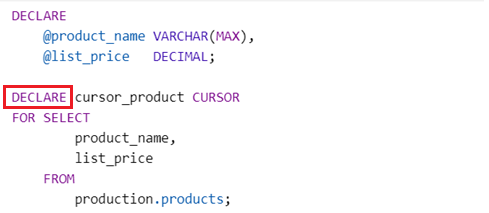 DECLARE
    @product_name VARCHAR(MAX),
    @list_price   DECIMAL;
DECLARE cursor_product CURSOR
FOR SELECT
        product_name,
        list_price
    FROM
        production.products;